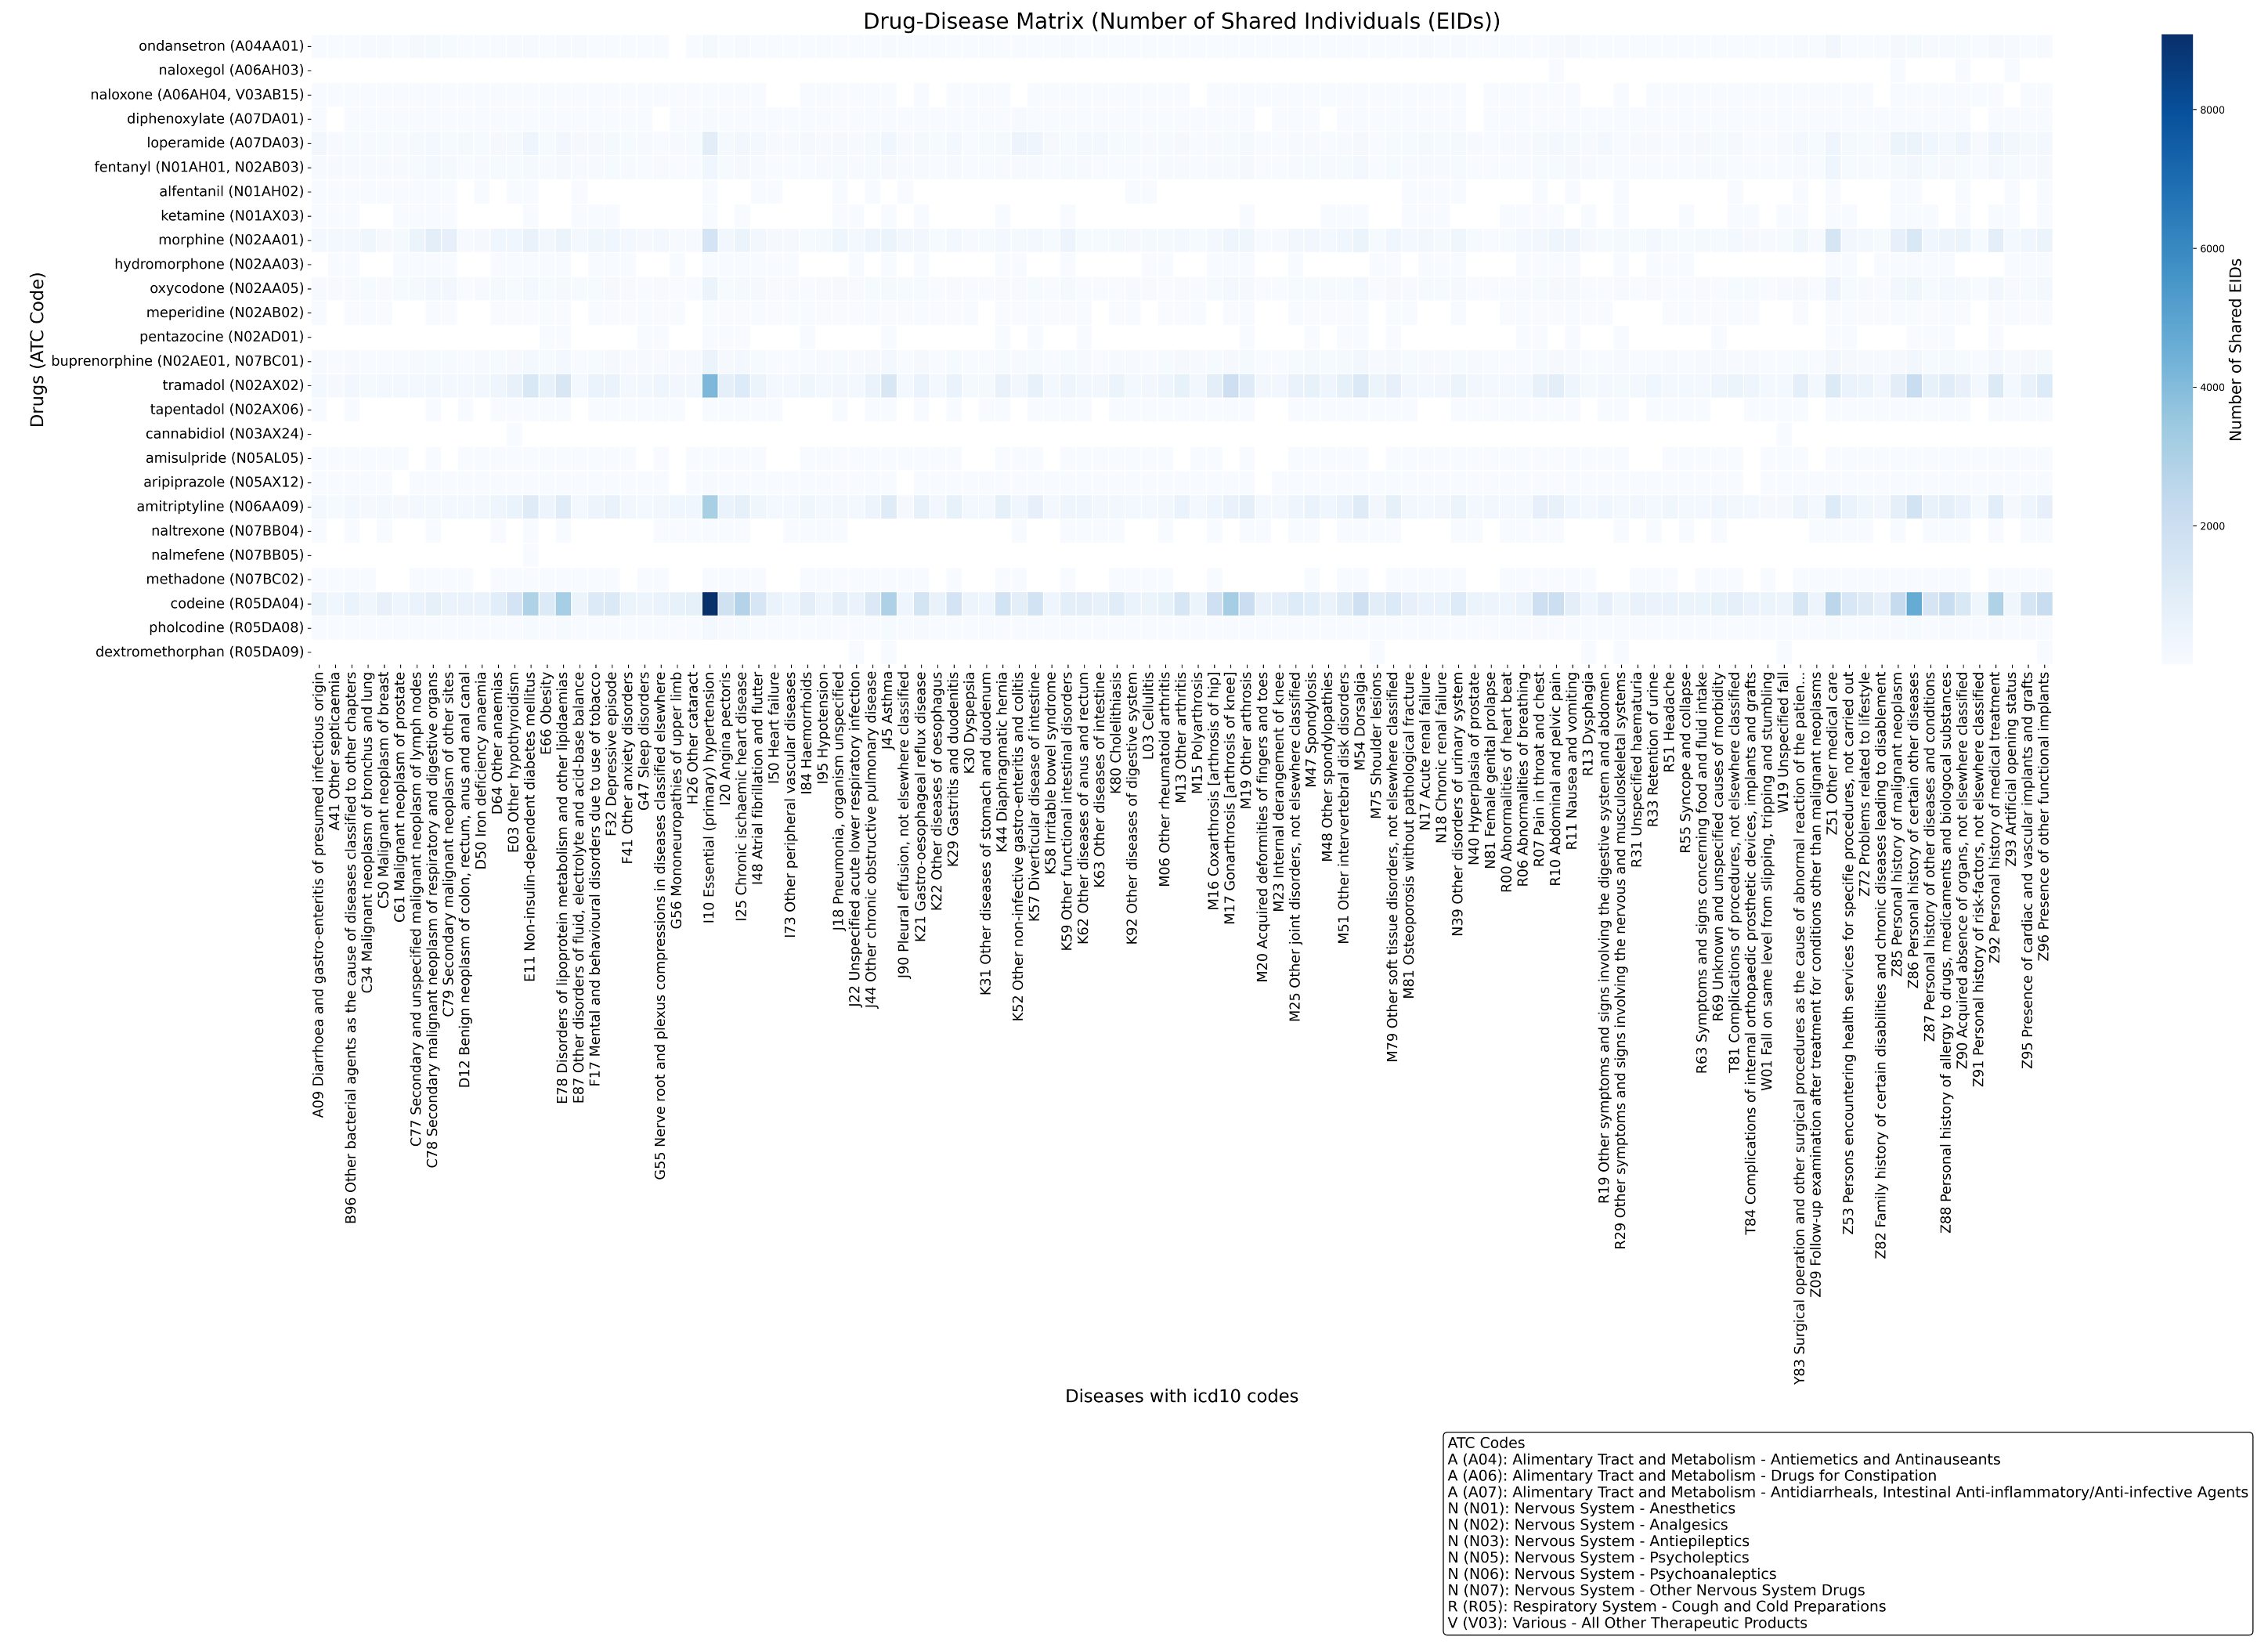 Drug-Disease Matrix (Number of Shared Individuals (EIDs))
Drugs (ATC Code)
ondansetron (A04AA01)
naloxegol (A06AH03)
naloxone (A06AH04, V03AB15)
diphenoxylate (A07DA01)
loperamide (A07DA03)
fentanyl (N01AH01, N02AB03)
alfentanil (N01AH02)
ketamine (N01AX03)
morphine (N02AA01)
hydromorphone (N02AA03)
oxycodone (N02AA05)
meperidine (N02AB02)
pentazocine (N02AD01)
buprenorphine (N02AE01, N07BC01)
tramadol (N02AX02)
tapentadol (N02AX06)
cannabidiol (N03AX24)
amisulpride (N05AL05)
aripiprazole (N05AX12)
amitriptyline (N06AA09)
naltrexone (N07BB04)
nalmefene (N07BB05)
methadone (N07BC02)
codeine (R05DA04)
pholcodine (R05DA08)
dextromethorphan (R05DA09)
8000
6000
4000
2000
Number of Shared EIDs
A09 Diarrhoea and gastro-enteritis of presumed infectious origin
A41 Other septicaemia
B96 Other bacterial agents as the cause of diseases classified to other chapters
C34 Malignant neoplasm of bronchus and lung
C50 Malignant neoplasm of breast
C61 Malignant neoplasm of prostate
C77 Secondary and unspecified malignant neoplasm of lymph nodes
C78 Secondary malignant neoplasm of respiratory and digestive organs
C79 Secondary malignant neoplasm of other sites
D12 Benign neoplasm of colon, rectum, anus and anal canal
D50 Iron deficiency anaemia
D64 Other anaemias
E03 Other hypothyroidism
E11 Non-insulin-dependent diabetes mellitus
E66 Obesity
E78 Disorders of lipoprotein metabolism and other lipidaemias
E87 Other disorders of fluid, electrolyte and acid-base balance
F17 Mental and behavioural disorders due to use of tobacco
F32 Depressive episode
F41 Other anxiety disorders
G47 Sleep disorders
G55 Nerve root and plexus compressions in diseases classified elsewhere
G56 Mononeuropathies of upper limb
H26 Other cataract
I10 Essential (primary) hypertension
I20 Angina pectoris
I25 Chronic ischaemic heart disease
I48 Atrial fibrillation and flutter
I50 Heart failure
I73 Other peripheral vascular diseases
I84 Haemorrhoids
I95 Hypotension
J18 Pneumonia, organism unspecified
J22 Unspecified acute lower respiratory infection
J44 Other chronic obstructive pulmonary disease
J45 Asthma
J90 Pleural effusion, not elsewhere classified
K21 Gastro-oesophageal reflux disease
K22 Other diseases of oesophagus
K29 Gastritis and duodenitis
K30 Dyspepsia
K31 Other diseases of stomach and duodenum
K44 Diaphragmatic hernia
K52 Other non-infective gastro-enteritis and colitis
K57 Diverticular disease of intestine
K58 Irritable bowel syndrome
K59 Other functional intestinal disorders
K62 Other diseases of anus and rectum
K63 Other diseases of intestine
K80 Cholelithiasis
K92 Other diseases of digestive system
L03 Cellulitis
M06 Other rheumatoid arthritis
M13 Other arthritis
M15 Polyarthrosis
M16 Coxarthrosis [arthrosis of hip]
M17 Gonarthrosis [arthrosis of knee]
M19 Other arthrosis
M20 Acquired deformities of fingers and toes
M23 Internal derangement of knee
M25 Other joint disorders, not elsewhere classified
M47 Spondylosis
M48 Other spondylopathies
M51 Other intervertebral disk disorders
M54 Dorsalgia
M75 Shoulder lesions
M79 Other soft tissue disorders, not elsewhere classified
M81 Osteoporosis without pathological fracture
N17 Acute renal failure
N18 Chronic renal failure
N39 Other disorders of urinary system
N40 Hyperplasia of prostate
N81 Female genital prolapse
R00 Abnormalities of heart beat
R06 Abnormalities of breathing
R07 Pain in throat and chest
R10 Abdominal and pelvic pain
R11 Nausea and vomiting
R13 Dysphagia
R19 Other symptoms and signs involving the digestive system and abdomen
R29 Other symptoms and signs involving the nervous and musculoskeletal systems
R31 Unspecified haematuria
R33 Retention of urine
R51 Headache
R55 Syncope and collapse
R63 Symptoms and signs concerning food and fluid intake
R69 Unknown and unspecified causes of morbidity
T81 Complications of procedures, not elsewhere classified
T84 Complications of internal orthopaedic prosthetic devices, implants and grafts
W01 Fall on same level from slipping, tripping and stumbling
W19 Unspecified fall
Y83 Surgical operation and other surgical procedures as the cause of abnormal reaction of the patien...
Z09 Follow-up examination after treatment for conditions other than malignant neoplasms
Z51 Other medical care
Z53 Persons encountering health services for specific procedures, not carried out
Z72 Problems related to lifestyle
Z82 Family history of certain disabilities and chronic diseases leading to disablement
Z85 Personal history of malignant neoplasm
Z86 Personal history of certain other diseases
Z87 Personal history of other diseases and conditions
Z88 Personal history of allergy to drugs, medicaments and biologocal substances
Z90 Acquired absence of organs, not elsewhere classified
Z91 Personal history of risk-factors, not elsewhere classified
Z92 Personal history of medical treatment
Z93 Artificial opening status
Z95 Presence of cardiac and vascular implants and grafts
Z96 Presence of other functional implants
Diseases with icd10 codes
ATC Codes
A (A04): Alimentary Tract and Metabolism - Antiemetics and Antinauseants
A (A06): Alimentary Tract and Metabolism - Drugs for Constipation
A (A07): Alimentary Tract and Metabolism - Antidiarrheals, Intestinal Anti-inflammatory/Anti-infective Agents
N (N01): Nervous System - Anesthetics
N (N02): Nervous System - Analgesics
N (N03): Nervous System - Antiepileptics
N (N05): Nervous System - Psycholeptics
N (N06): Nervous System - Psychoanaleptics
N (N07): Nervous System - Other Nervous System Drugs
R (R05): Respiratory System - Cough and Cold Preparations
V (V03): Various - All Other Therapeutic Products